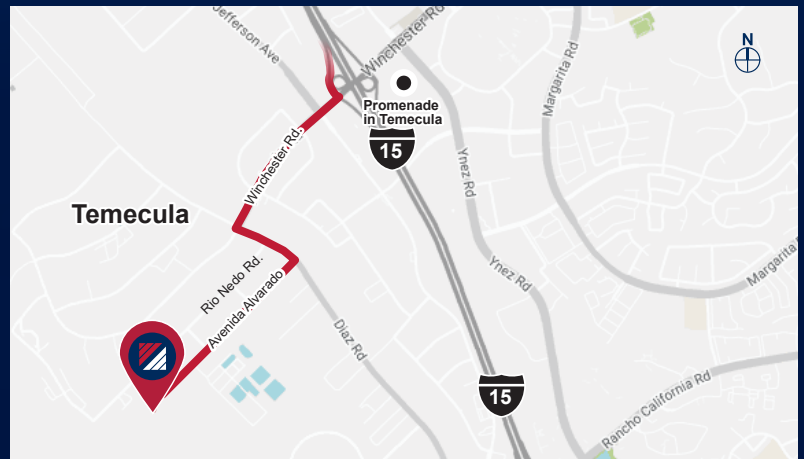 Jefferson Ave
Winchester Rd
N
Margarita Rd
Promenade
in Temecula
15
Winchester Rd.
Ynez Rd
Temecula
Rio Nedo Rd.
Ynez Rd
Margarita Rd
Avenida Alvarado
Diaz Rd
15
Rancho California Rd